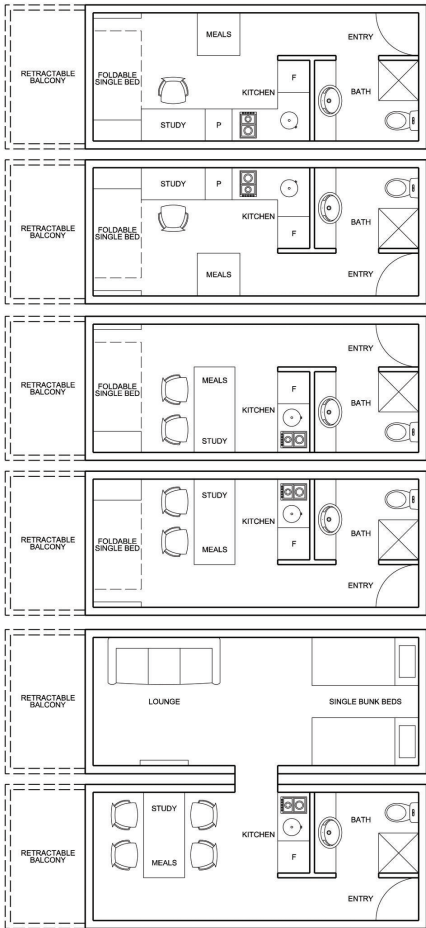 MEALS
ENTRY
RETRACTABLE
BALCONY
FOLDABLE
SINGLE BED
KITCHEN
F
BATH
STUDY
P
STUDY
P
RETRACTABLE
BALCONY
FOLDABLE
SINGLE BED
KITCHEN
BATH
F
MEALS
ENTRY
ENTRY
MEALS
RETRACTABLE
BALCONY
FOLDABLE
SINGLE BED
F
KITCHEN
BATH
STUDY
STUDY
KITCHEN
BATH
RETRACTABLE
BALCONY
FOLDABLE
SINGLE BED
MEALS
F
ENTRY
RETRACTABLE
BALCONY
LOUNGE
SINGLE BUNK BEDS
STUDY
BATH
KITCHEN
RETRACTABLE
BALCONY
MEALS
F
ENTRY